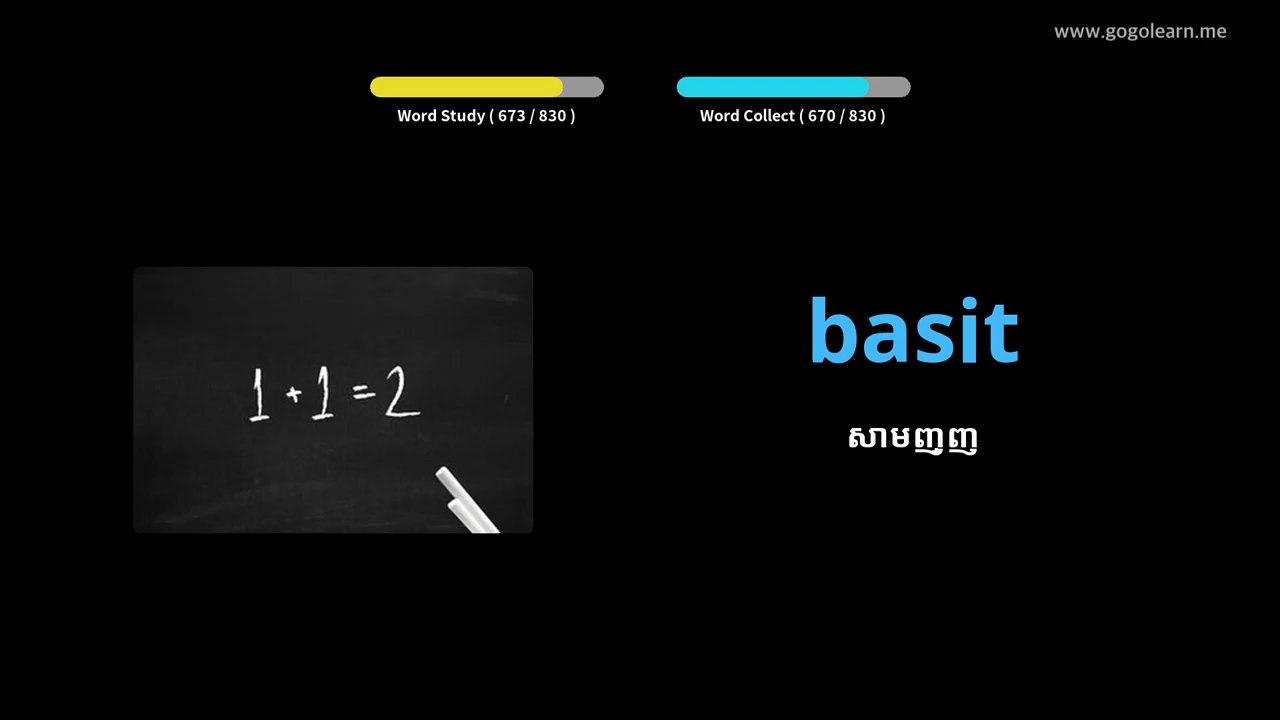 www.gogolearn.me
Word Study ( 673 / 830 )
Word Collect ( 670 / 830 )
1 + 1 = 2
basit
សាមញ្ញ